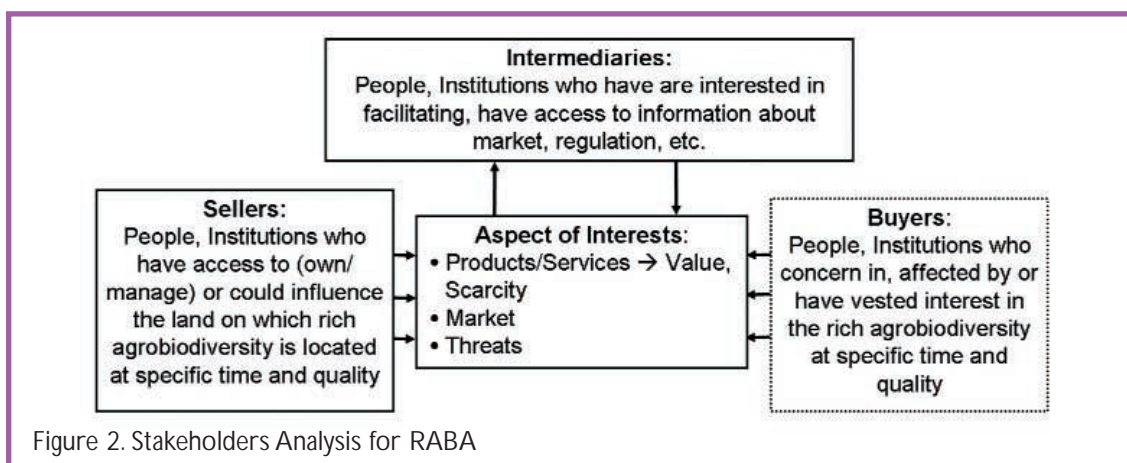 Intermediaries:
People, Institutions who have are interested in
facilitating, have access to information about
market, regulation, etc.
Sellers:
People, Institutions who
have access to (own/
manage) or could influence
the land on which rich
agrobiodiversity is located
at specific time and quality
Aspect of Interests:
• Products/Services → Value,
Scarcity
• Market
• Threats
Buyers:
People, Institutions who
concern in, affected by or
have vested interest in
the rich agrobiodiversity
at specific time and
quality
Figure 2. Stakeholders Analysis for RABA